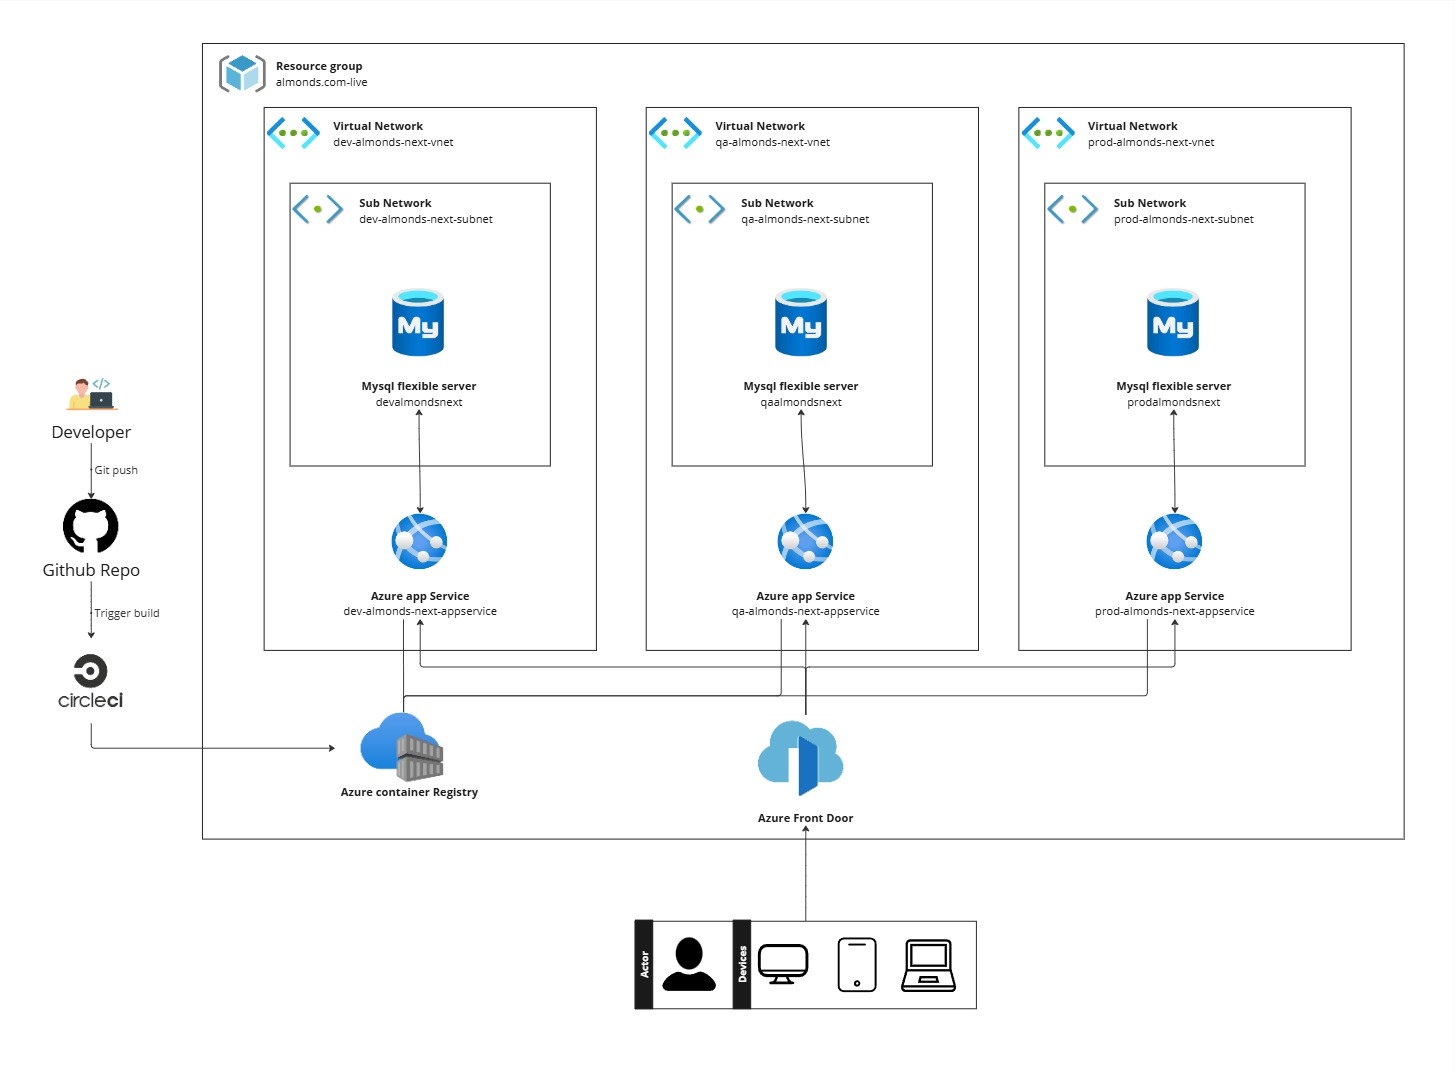 Resource group
almonds.com-live
Virtual Network
dev-almonds-next-vnet
Sub Network
dev-almonds-next-subnet
My
Mysql flexible server
devalmondsnext
Azure app Service
dev-almonds-next-appservice
Virtual Network
qa-almonds-next-vnet
Sub Network
qa-almonds-next-subnet
My
Mysql flexible server
qaalmondsnext
Azure app Service
qa-almonds-next-appservice
Virtual Network
prod-almonds-next-vnet
Sub Network
prod-almonds-next-subnet
My
Mysql flexible server
prodalmondsnext
Azure app Service
prod-almonds-next-appservice
</>
Developer
Git push
Github Repo
Trigger build
circleci
Azure container Registry
Azure Front Door
Actor
Devices